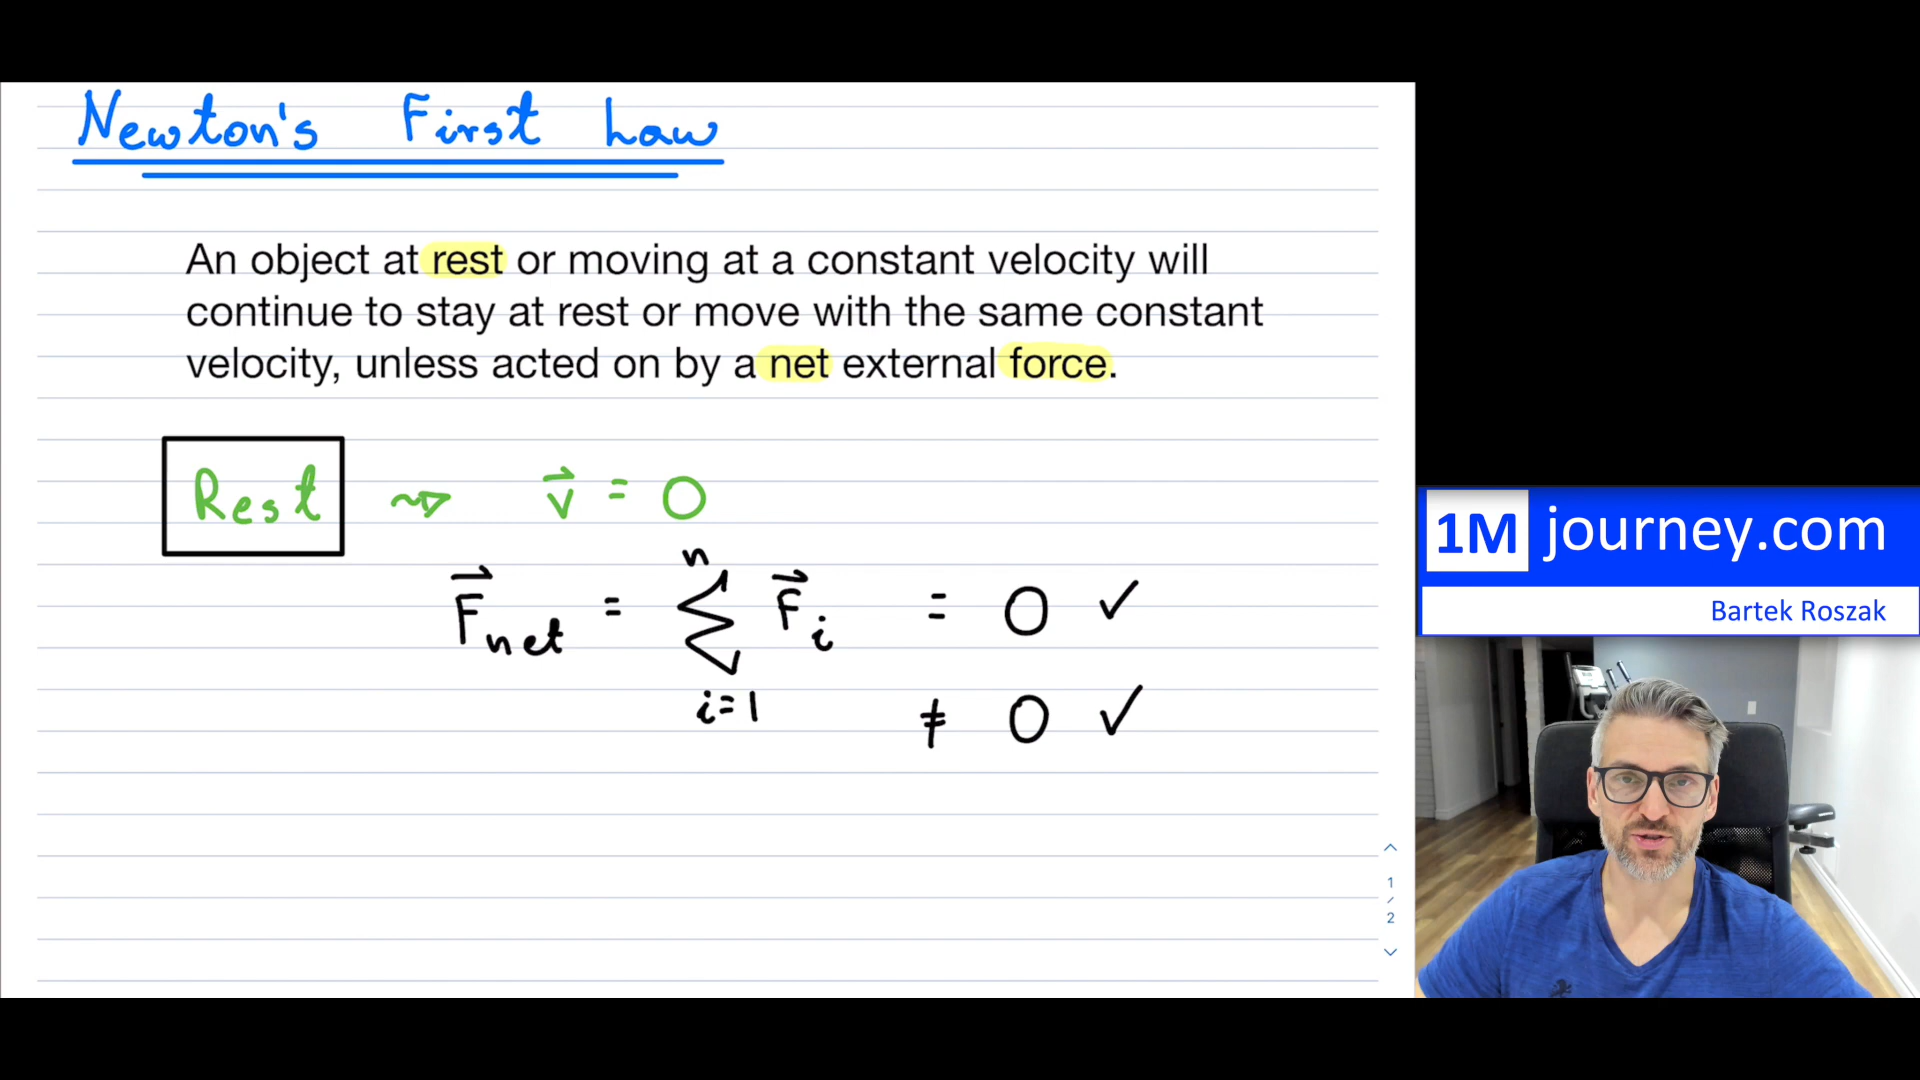 Newton's First Law
An object at rest or moving at a constant velocity will
continue to stay at rest or move with the same constant
velocity, unless acted on by a net external force.
Rest ⇝ v⃗ = 0
F⃗net = ∑ⁿᵢ₌₁ F⃗ᵢ = 0 ✓
≠ 0 ✓
1
/
2
1M journey.com
Bartek Roszak